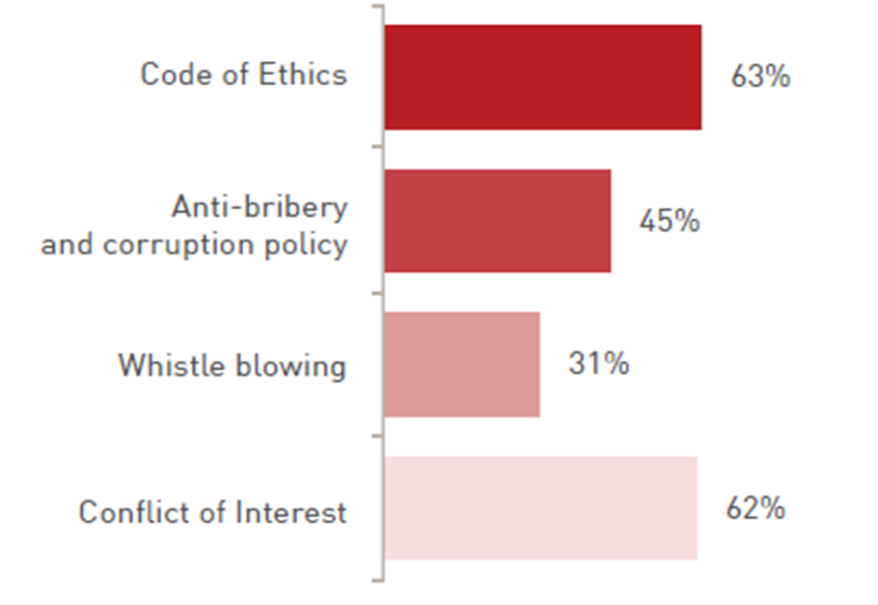 Code of Ethics
63%
Anti-bribery
and corruption policy
45%
Whistle blowing
31%
Conflict of Interest
62%